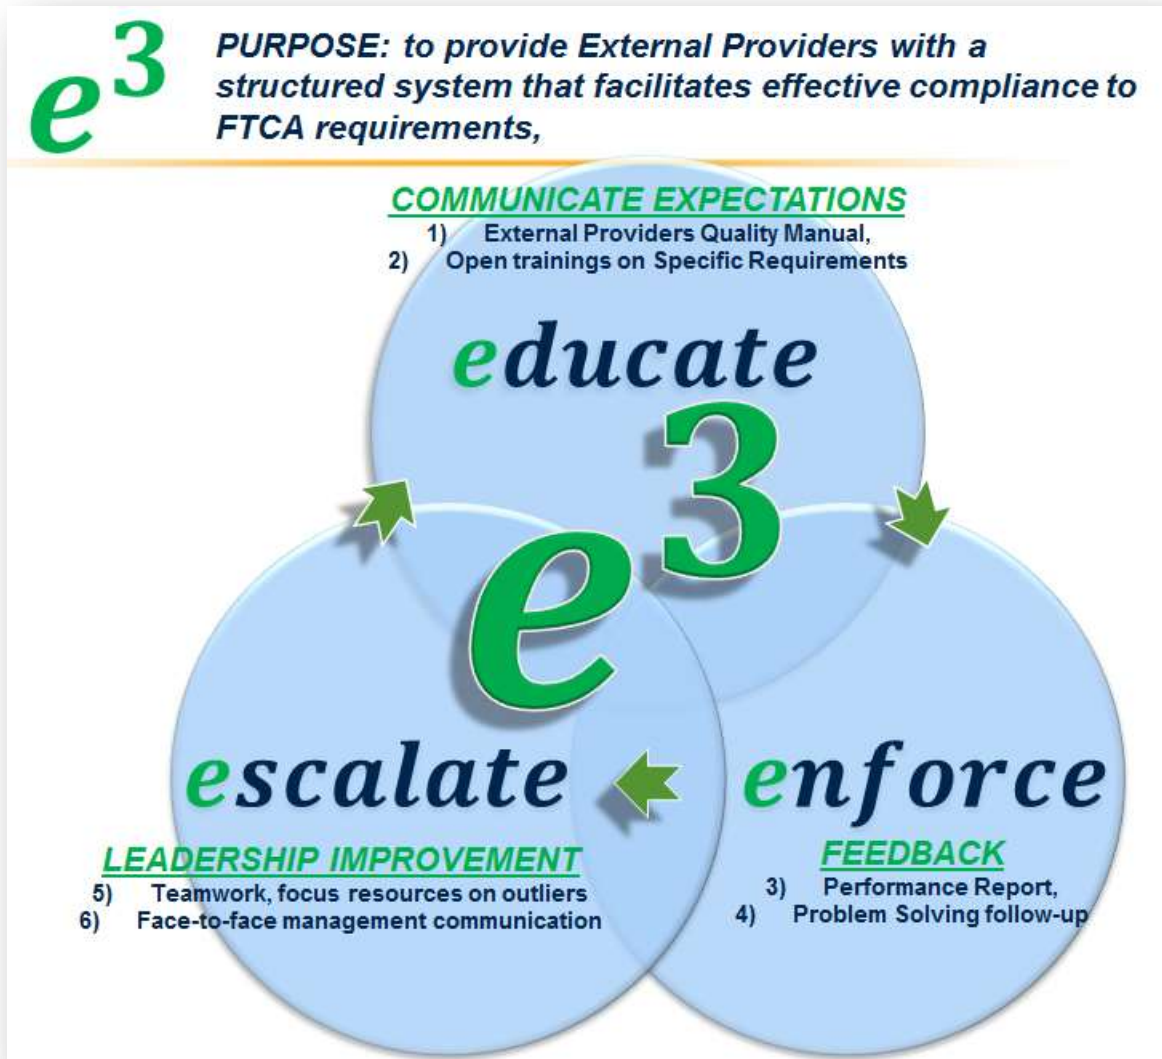 e³
PURPOSE: to provide External Providers with a
structured system that facilitates effective compliance to
FTCA requirements,
COMMUNICATE EXPECTATIONS
1) External Providers Quality Manual,
2) Open trainings on Specific Requirements
educate
e³
escalate
LEADERSHIP IMPROVEMENT
5) Teamwork, focus resources on outliers
6) Face-to-face management communication
enforce
FEEDBACK
3) Performance Report,
4) Problem Solving follow-up